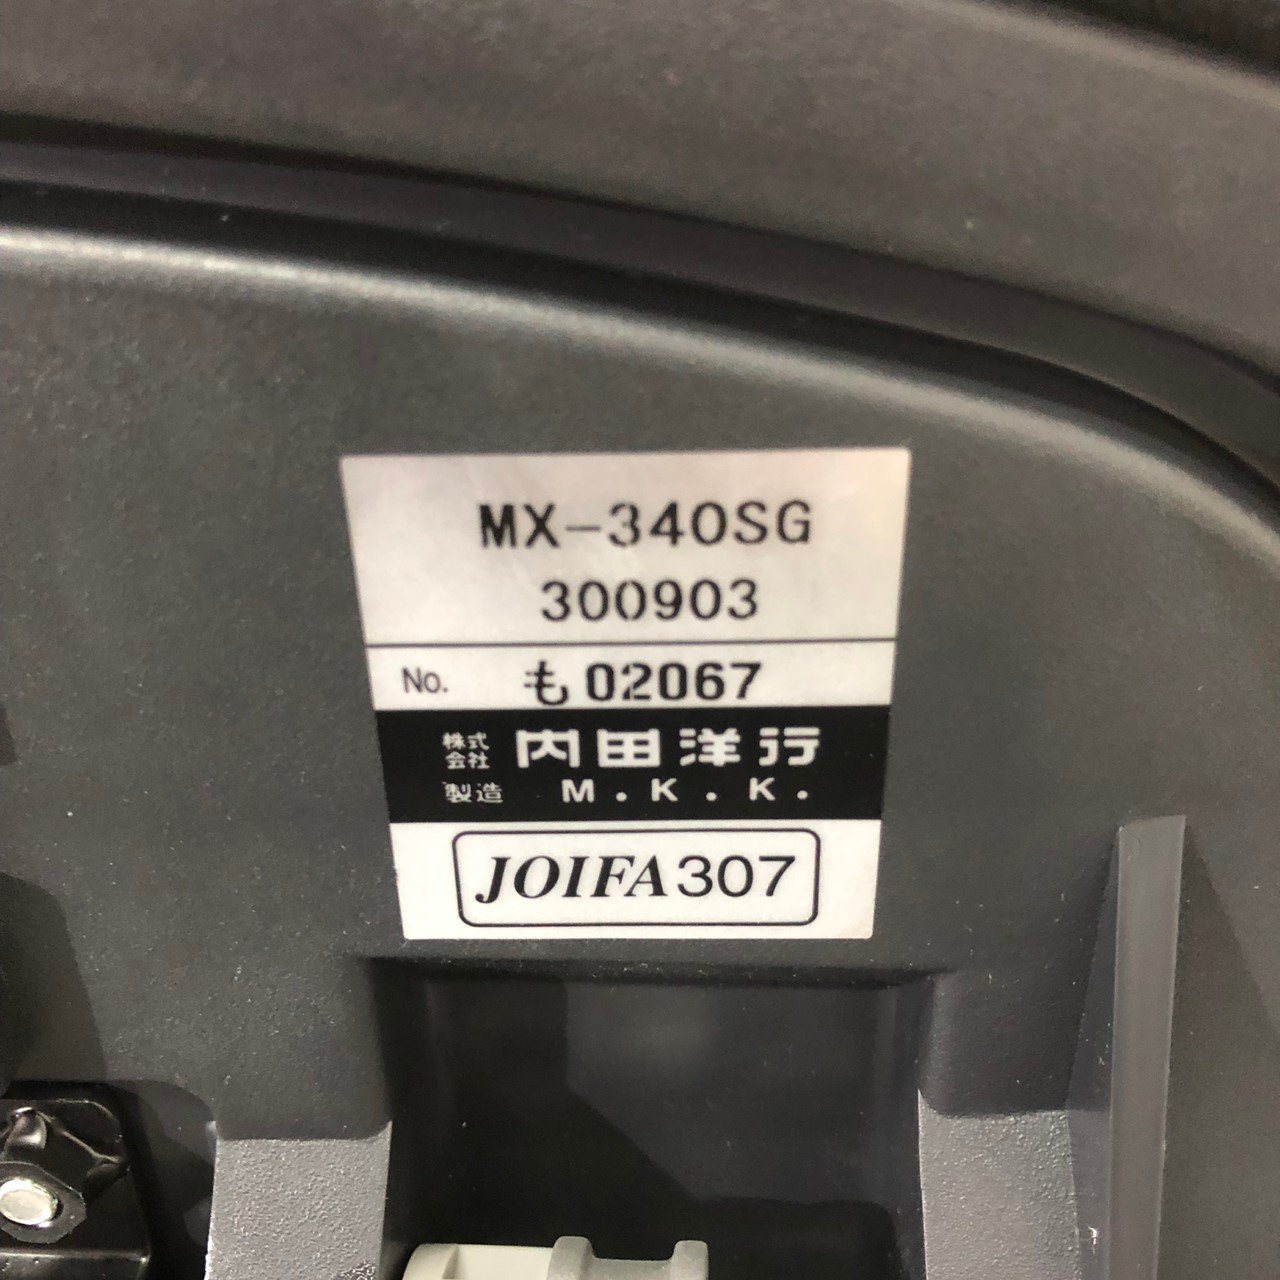 MX-340SG
300903
No. も02067
株式会社 内田洋行
製造 M.K.K.
JOIFA307